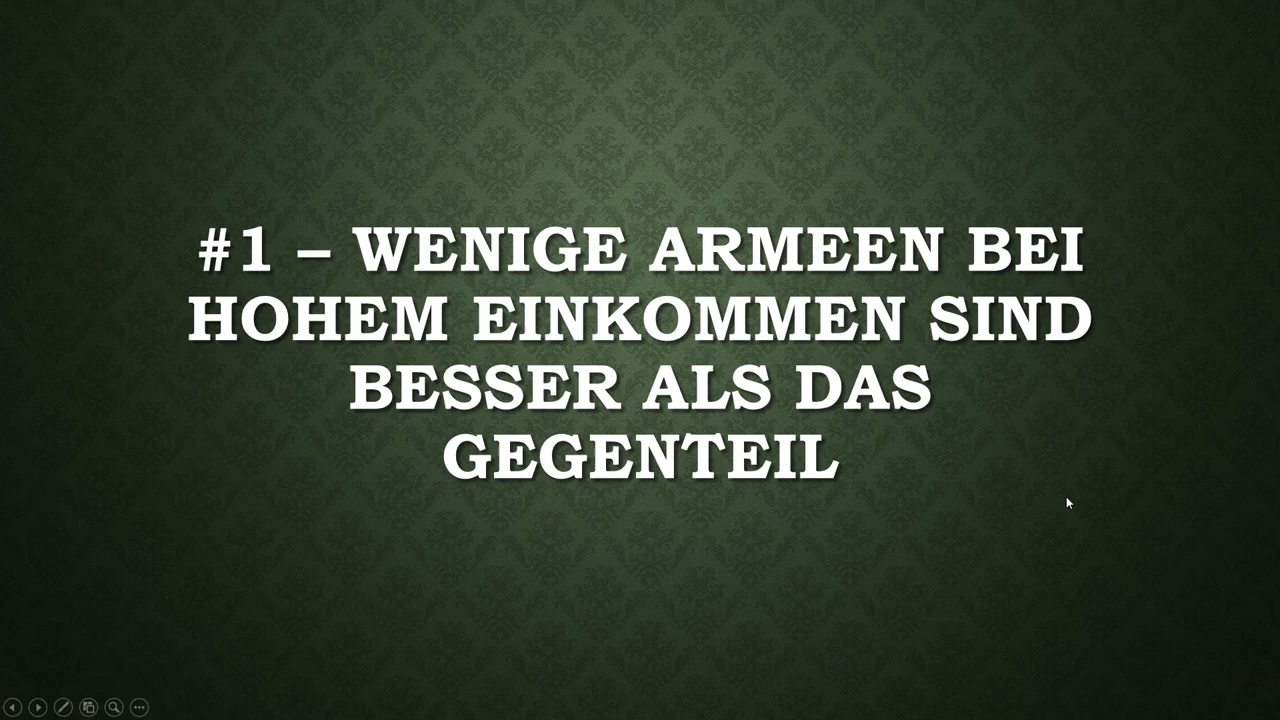 #1 – WENIGE ARMEEN BEI
HOHEM EINKOMMEN SIND
BESSER ALS DAS
GEGENTEIL